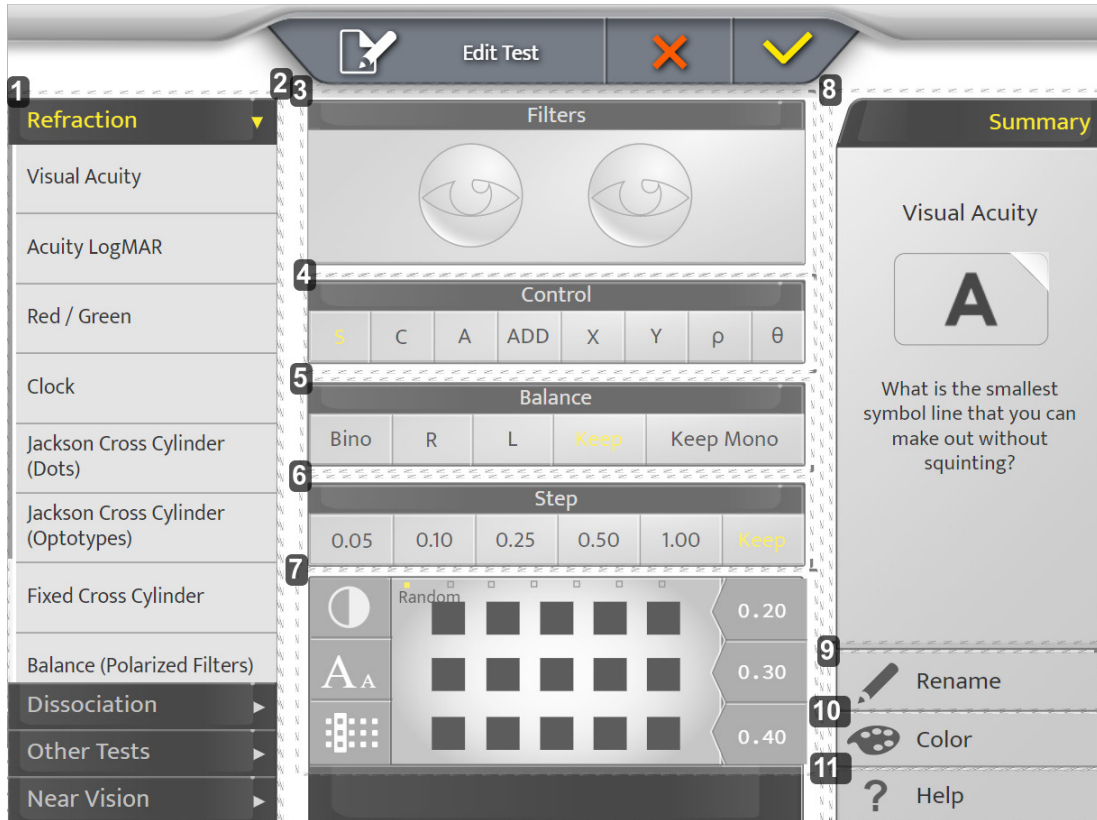 Edit Test
1
2
3
8
Refraction
Visual Acuity
Acuity LogMAR
Red / Green
Clock
Jackson Cross Cylinder
(Dots)
Jackson Cross Cylinder
(Optotypes)
Fixed Cross Cylinder
Balance (Polarized Filters)
Dissociation
Other Tests
Near Vision
Filters
4
Control
S C A ADD X Y ρ θ
5
Balance
Bino R L Keep Keep Mono
6
Step
0.05 0.10 0.25 0.50 1.00 Keep
7
Random
A A
0.20
0.30
0.40
Summary
Visual Acuity
A
What is the smallest
symbol line that you can
make out without
squinting?
9
Rename
10
Color
11
? Help